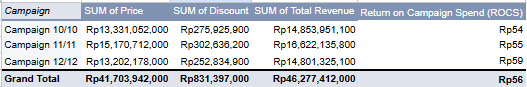 Campaign SUM of Price SUM of Discount SUM of Total Revenue Return on Campaign Spend (ROCS)
Campaign 10/10 Rp13,331,052,000 Rp275,925,900 Rp14,853,951,100 Rp54
Campaign 11/11 Rp15,170,712,000 Rp302,636,200 Rp16,622,135,800 Rp55
Campaign 12/12 Rp13,202,178,000 Rp252,834,900 Rp14,801,325,100 Rp59
Grand Total Rp41,703,942,000 Rp831,397,000 Rp46,277,412,000 Rp56